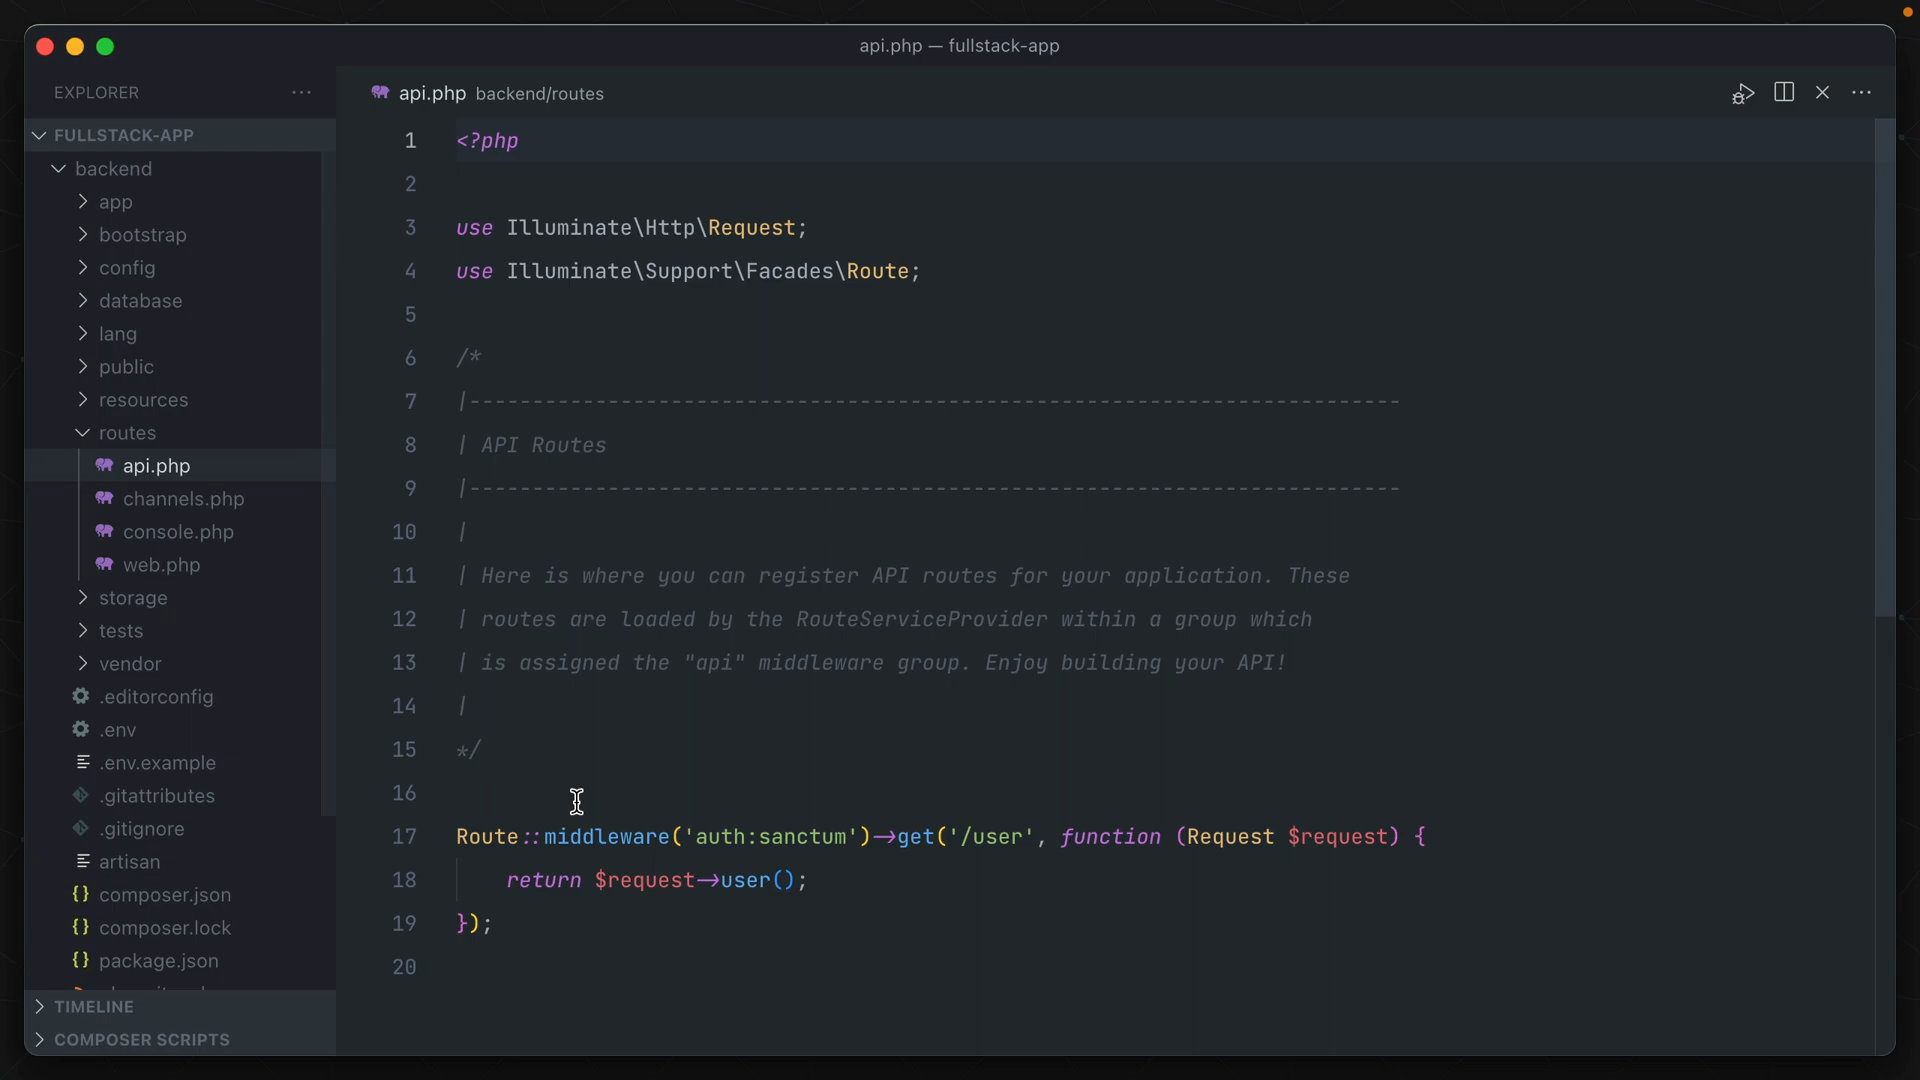 api.php — fullstack-app
EXPLORER
FULLSTACK-APP
backend
app
bootstrap
config
database
lang
public
resources
routes
api.php
channels.php
console.php
web.php
storage
tests
vendor
.editorconfig
.env
.env.example
.gitattributes
.gitignore
artisan
composer.json
composer.lock
package.json
TIMELINE
COMPOSER SCRIPTS
api.php backend/routes
1 <?php
2
3 use Illuminate\Http\Request;
4 use Illuminate\Support\Facades\Route;
5
6 /*
7 |--------------------------------------------------------------------------
8 | API Routes
9 |--------------------------------------------------------------------------
10 |
11 | Here is where you can register API routes for your application. These
12 | routes are loaded by the RouteServiceProvider within a group which
13 | is assigned the "api" middleware group. Enjoy building your API!
14 |
15 */
16
17 Route::middleware('auth:sanctum')->get('/user', function (Request $request) {
18 return $request->user();
19 });
20